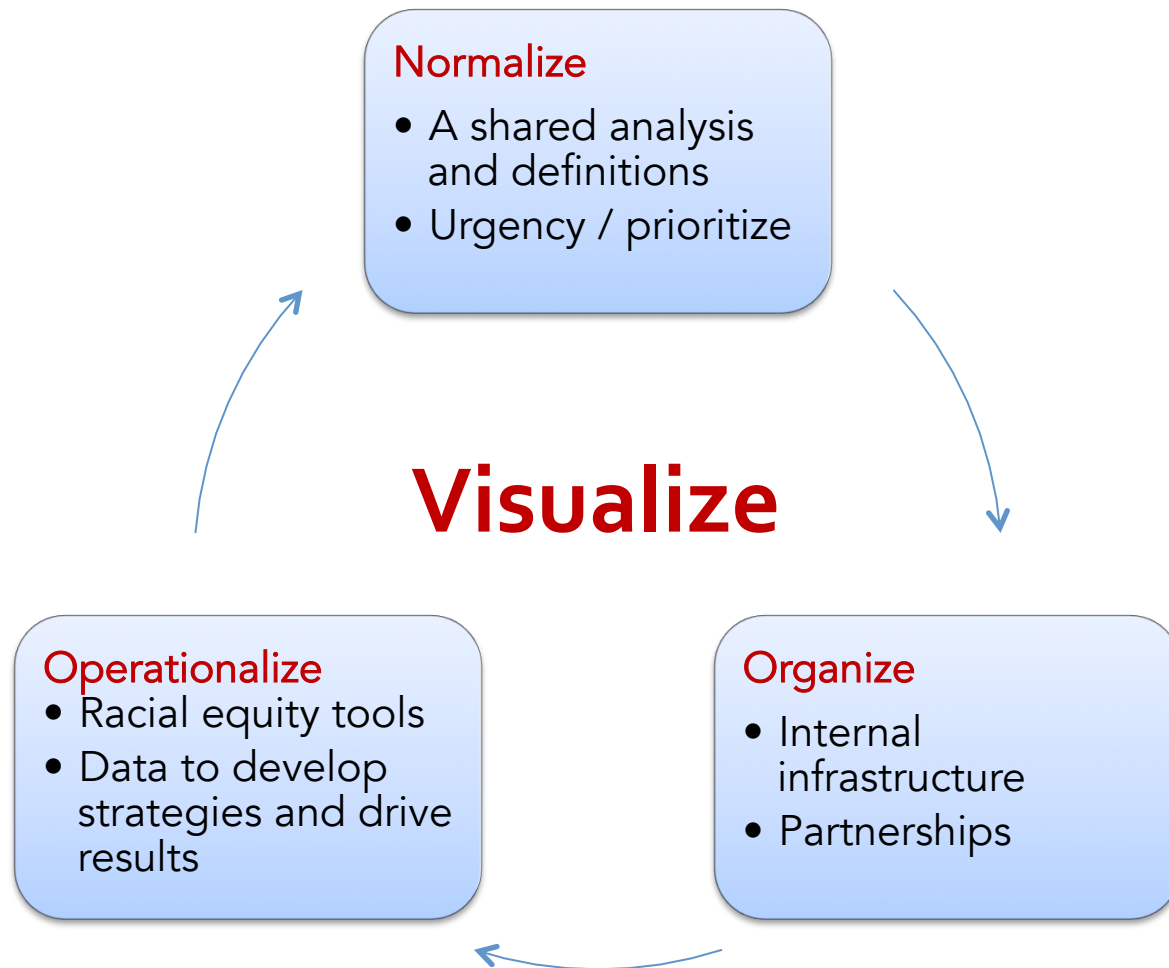 Normalize
• A shared analysis
and definitions
• Urgency / prioritize
Visualize
Operationalize
• Racial equity tools
• Data to develop
strategies and drive
results
Organize
• Internal
infrastructure
• Partnerships